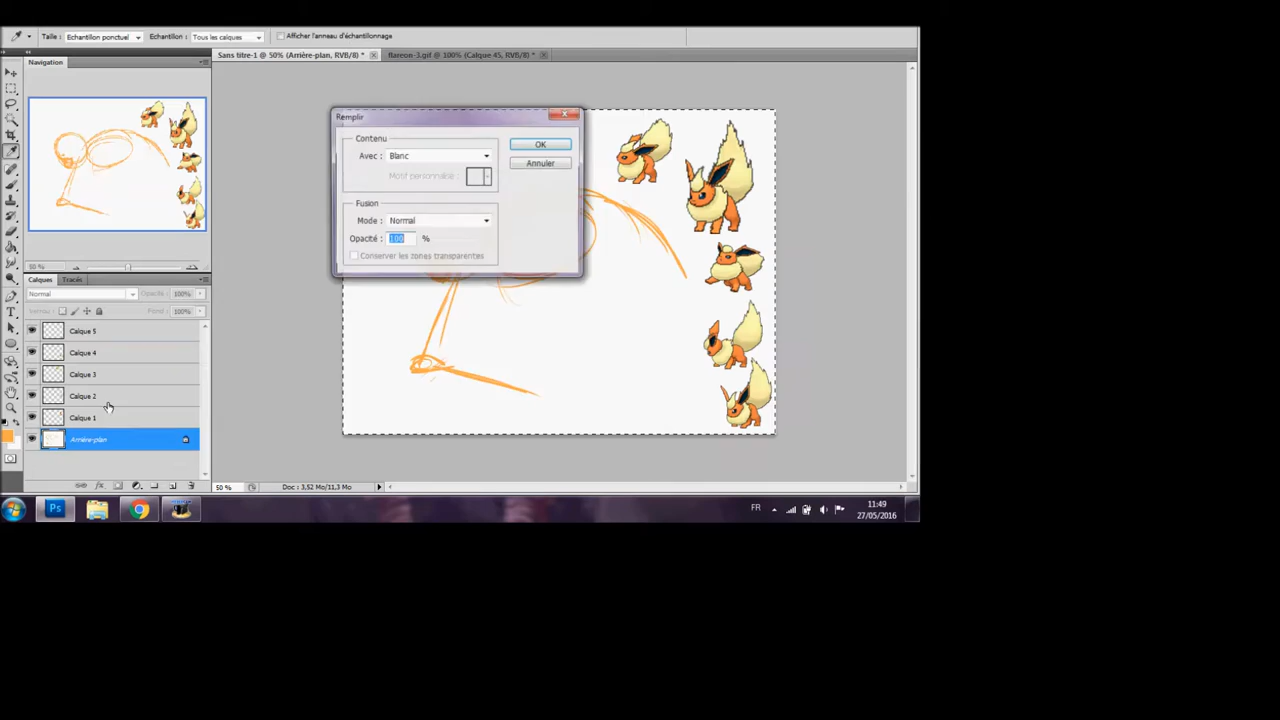 Taille : Echantillon ponctuel Echantillon : Tous les calques Afficher l'anneau d'échantillonnage
Navigation
Sans titre-1 @ 50% (Arrière-plan, RVB/8) * flareon-3.gif @ 100% (Calque 45, RVB/8) *
50 %
Calques Tracés
Normal Opacité : 100%
Verrou : Fond : 100%
Calque 5
Calque 4
Calque 3
Calque 2
Calque 1
Arrière-plan
Remplir
Contenu
Avec : Blanc
Motif personnalisé :
OK
Annuler
Fusion
Mode : Normal
Opacité : 100 %
Conserver les zones transparentes
50 % Doc : 3,52 Mo/11,3 Mo
Ps
FR
11:49
27/05/2016